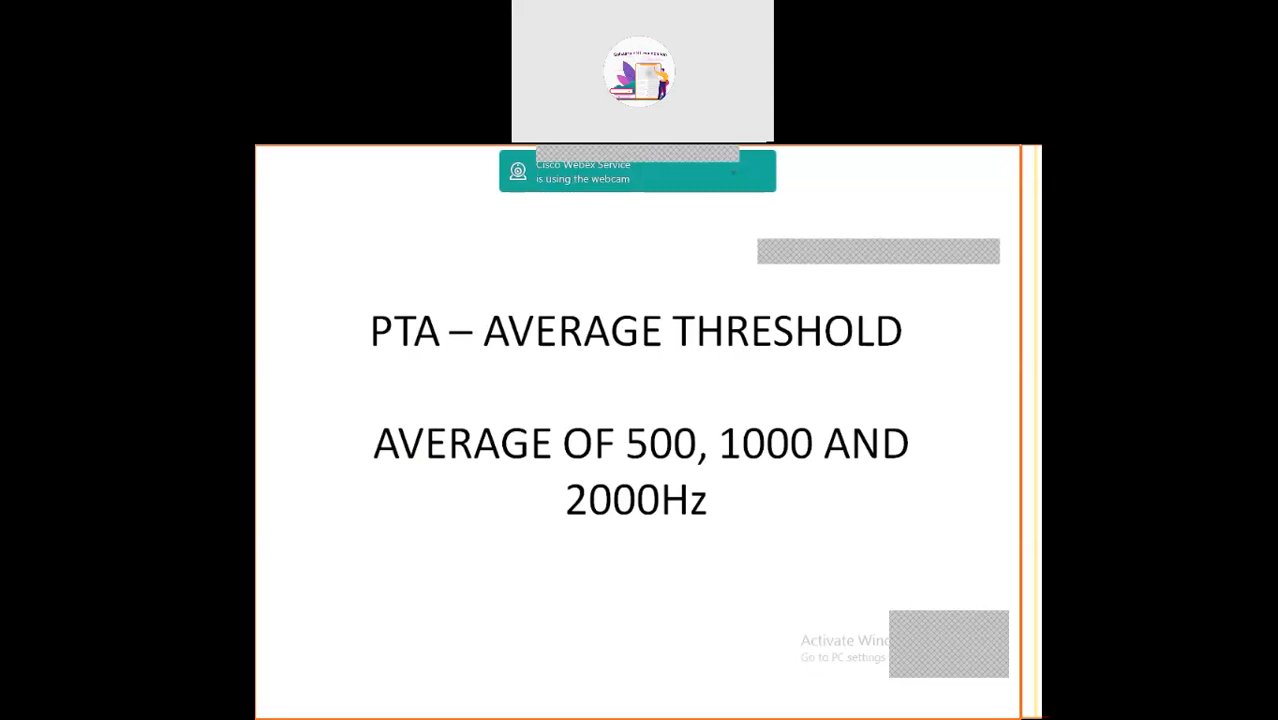 Cisco Webex Service
is using the webcam
PTA – AVERAGE THRESHOLD
AVERAGE OF 500, 1000 AND
2000Hz
Activate
Go to PC settings